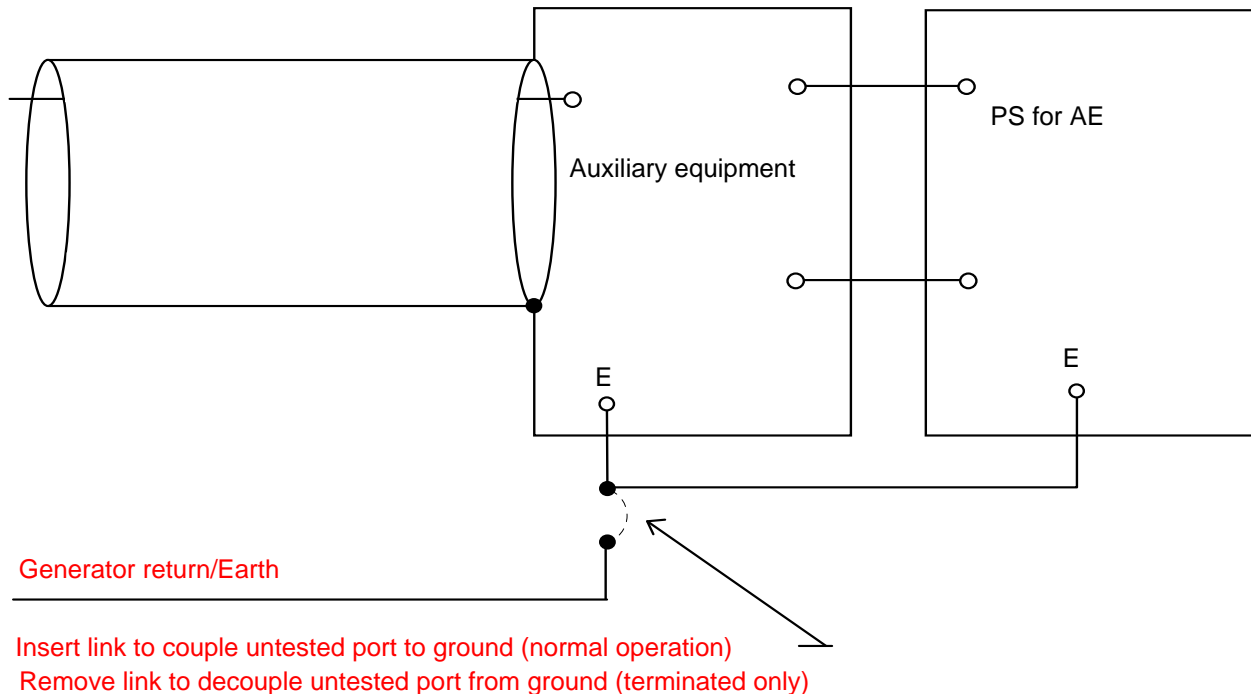 PS for AE
Auxiliary equipment
E
E
Generator return/Earth
Insert link to couple untested port to ground (normal operation)
Remove link to decouple untested port from ground (terminated only)